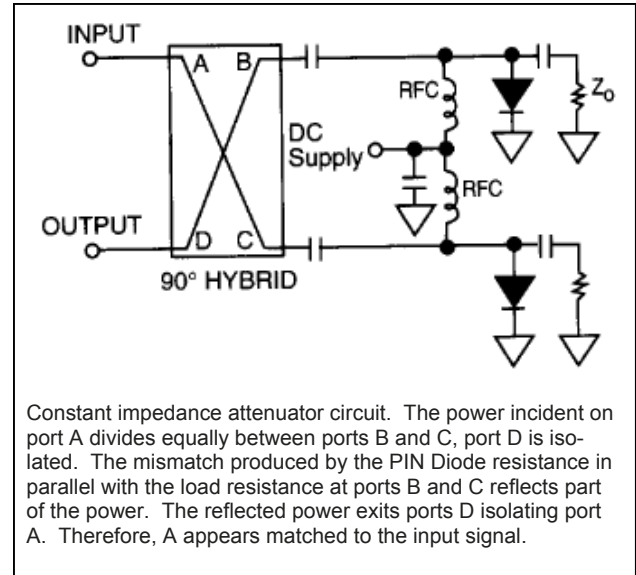 INPUT
A
B
RFC
Zo
DC
Supply
RFC
OUTPUT
D
C
90° HYBRID
Constant impedance attenuator circuit. The power incident on
port A divides equally between ports B and C, port D is iso-
lated. The mismatch produced by the PIN Diode resistance in
parallel with the load resistance at ports B and C reflects part
of the power. The reflected power exits ports D isolating port
A. Therefore, A appears matched to the input signal.